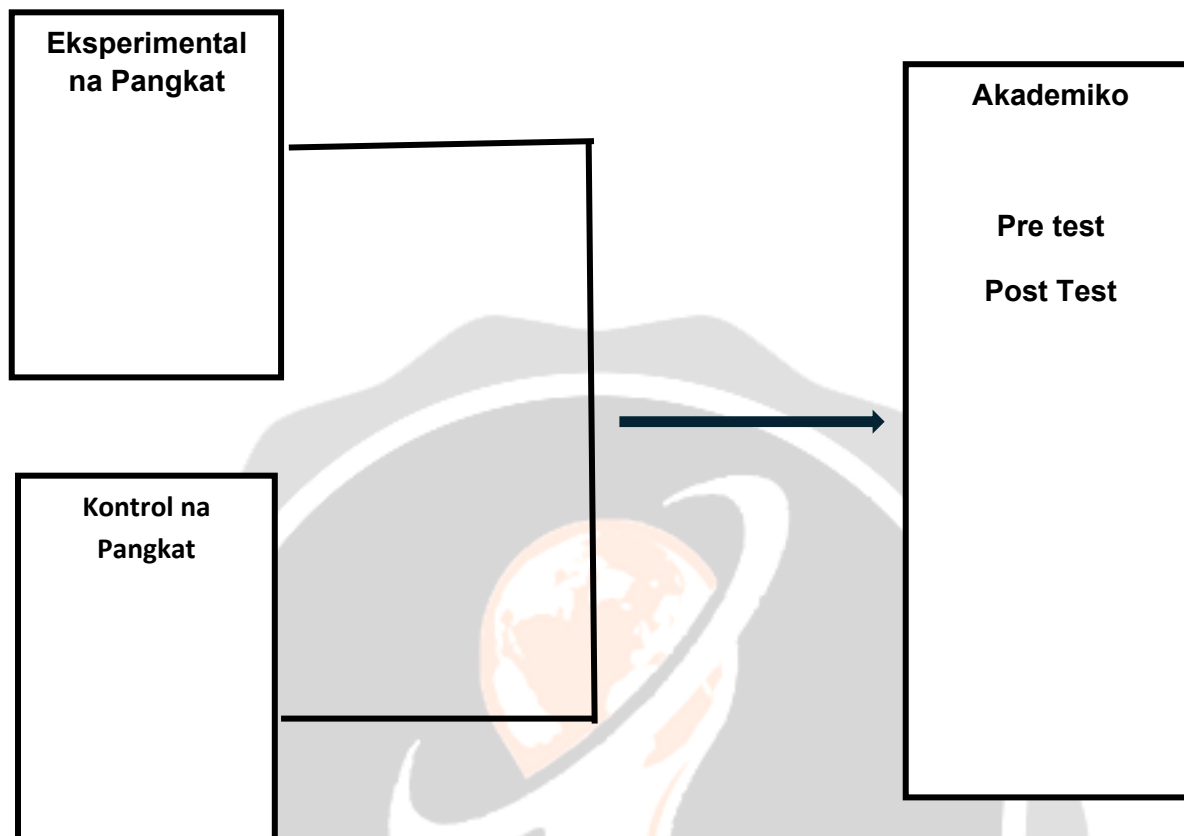 Eksperimental
na Pangkat
Akademiko
Pre test
Post Test
Kontrol na
Pangkat